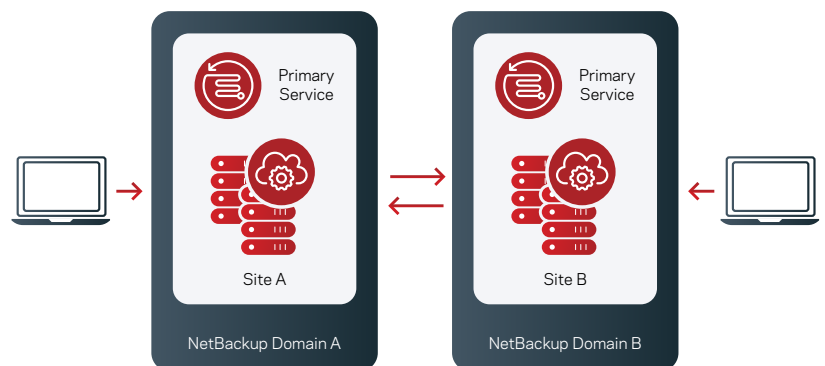 Primary
Service
Site A
NetBackup Domain A
Primary
Service
Site B
NetBackup Domain B